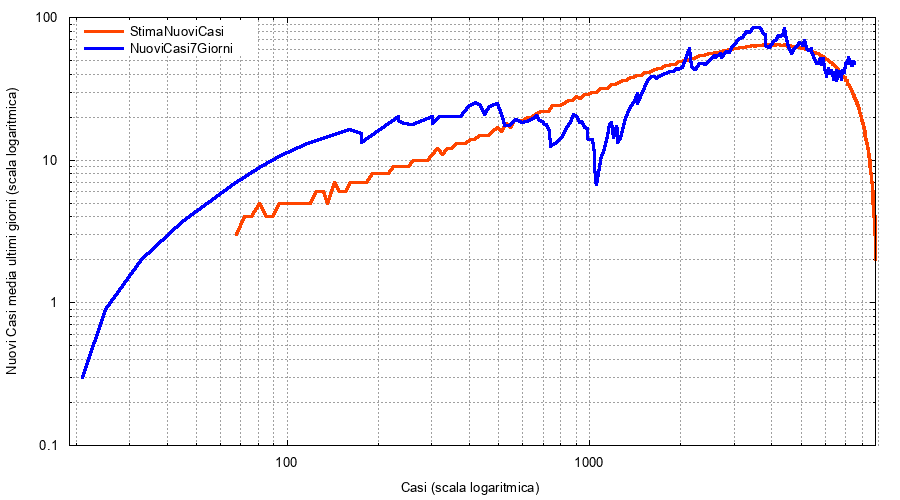 100
StimaNuoviCasi
NuoviCasi7Giorni
10
1
0.1
Nuovi Casi media ultimi giorni (scala logaritmica)
100
1000
Casi (scala logaritmica)